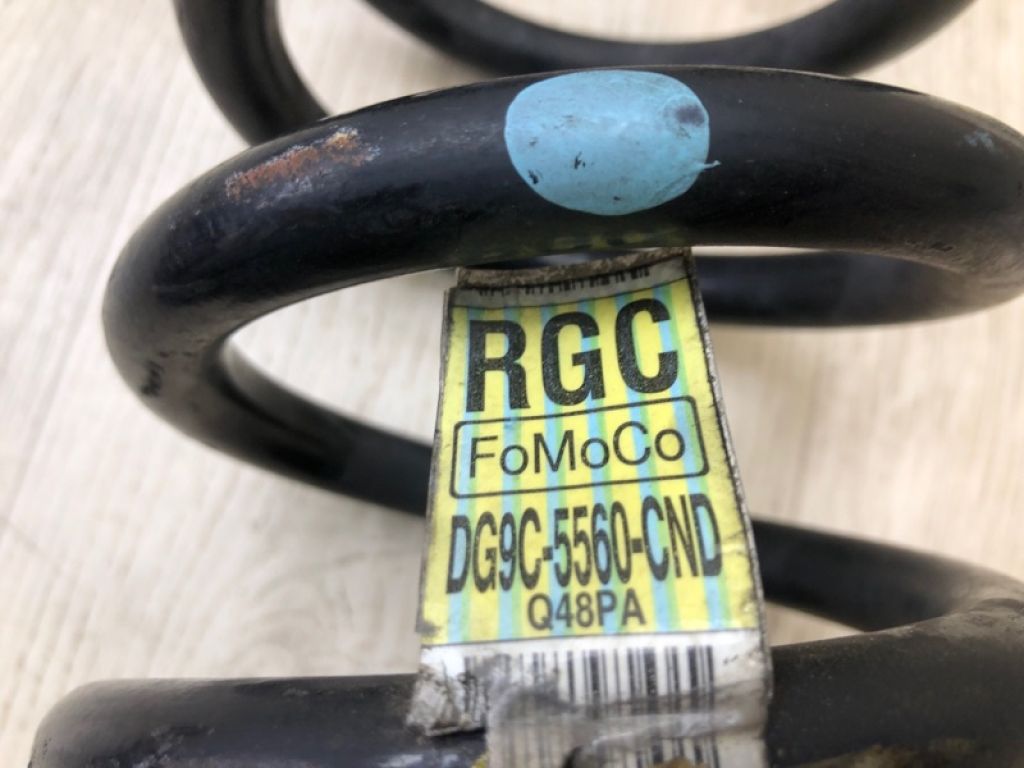 RGC
FoMoCo
DG9C-5560-CND
Q48PA